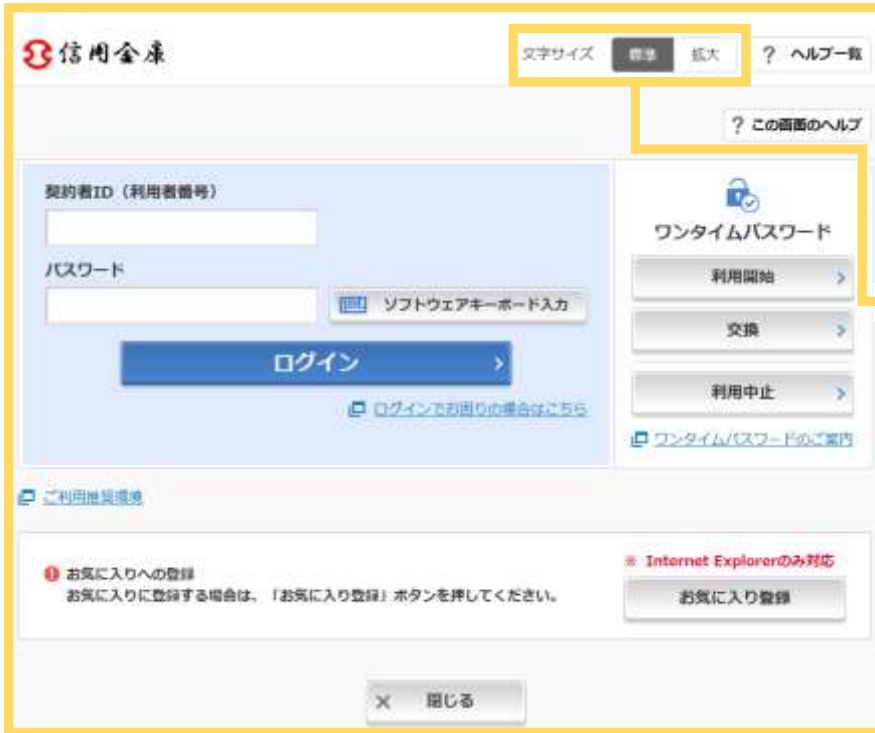 信用金庫
文字サイズ 標準 拡大 ? ヘルプ一覧
? この画面のヘルプ
契約者ID（利用者番号）
パスワード
ソフトウェアキーボード入力
ログイン
ログインでお困りの場合はこちら
ワンタイムパスワード
利用開始
交換
利用中止
ワンタイムパスワードのご案内
ご利用推奨環境
お気に入りへの登録
お気に入りに登録する場合は、「お気に入り登録」ボタンを押してください。
※ Internet Explorerのみ対応
お気に入り登録
× 閉じる